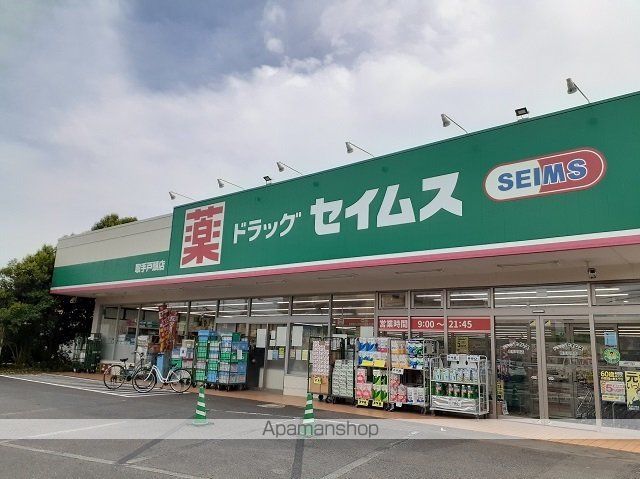 薬
ドラッグ セイムス
SEIMS
取手戸頭店
営業時間 9:00 ～ 21:45
Apamanshop